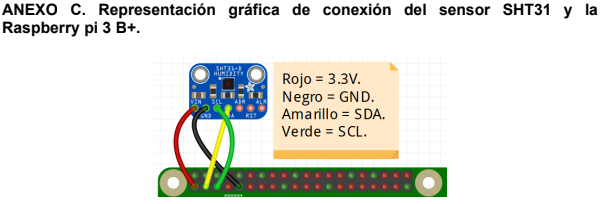 ANEXO C. Representación gráfica de conexión del sensor SHT31 y la
Raspberry pi 3 B+.
SHT31-D
HUMIDITY
VIN SCL ADR ALR
GND SDA RST
Rojo = 3.3V.
Negro = GND.
Amarillo = SDA.
Verde = SCL.